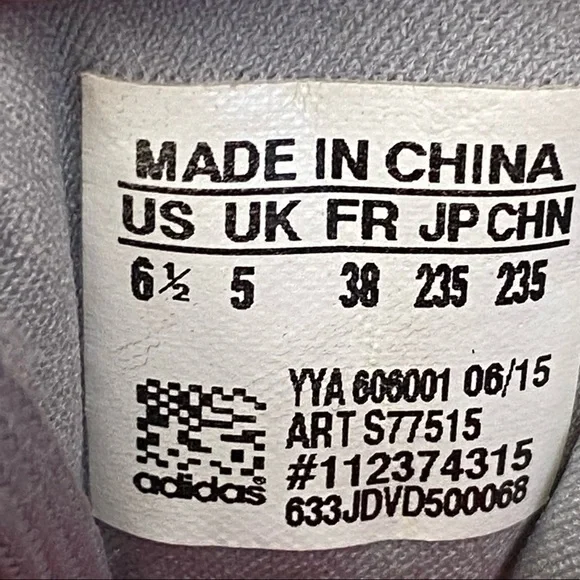 MADE IN CHINA
US UK FR JP CHN
6½ 5 38 235 235
YYA 606001 06/15
ART S77515
#112374315
633JDVD500068
adidas®